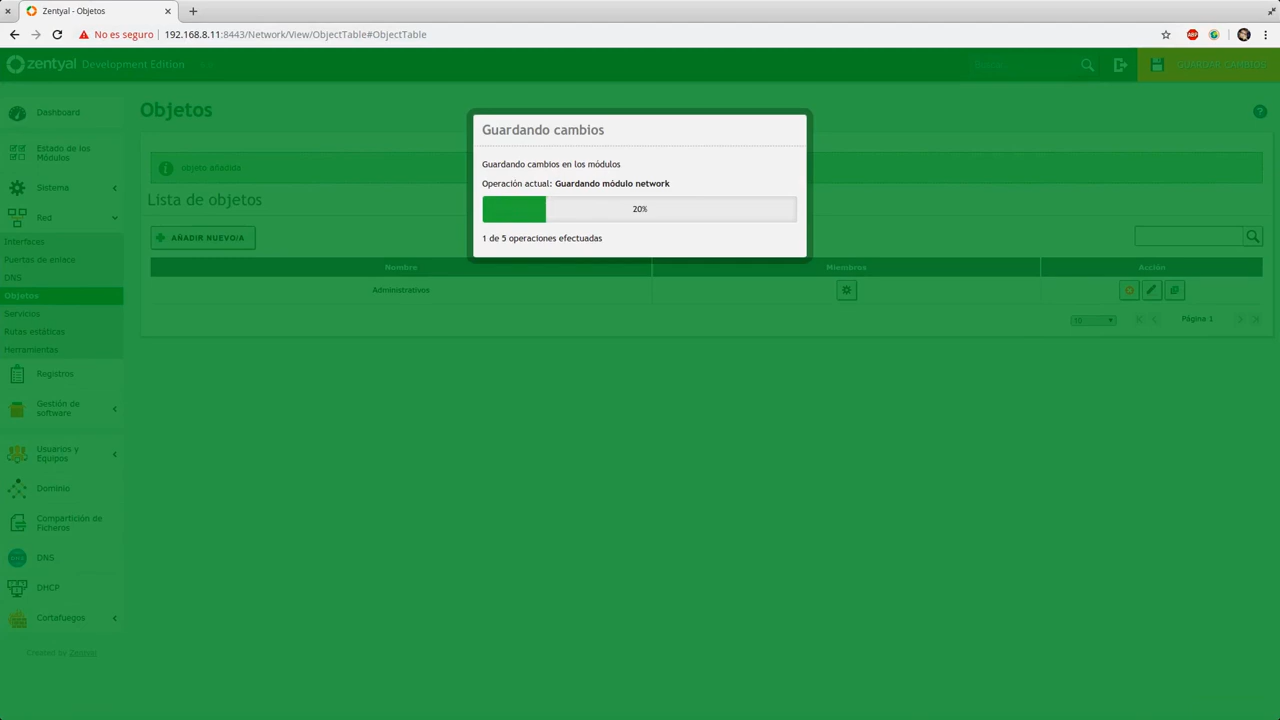 Zentyal - Objetos
No es seguro
192.168.8.11:8443/Network/View/ObjectTable#ObjectTable
ABP
zentyal Development Edition
GUARDAR CAMBIOS
Dashboard
Estado de los
Módulos
Sistema
Red
Interfaces
Puertas de enlace
DNS
Objetos
Servicios
Rutas estáticas
Herramientas
Registros
Gestión de
software
Usuarios y
Equipos
Dominio
Compartición de
Ficheros
DNS
DHCP
Cortafuegos
Created by Zentyal
Objetos
?
objeto añadida
Lista de objetos
AÑADIR NUEVO/A
Nombre Miembros Acción
Administrativos
10 Página 1
Guardando cambios
Guardando cambios en los módulos
Operación actual: Guardando módulo network
20%
1 de 5 operaciones efectuadas